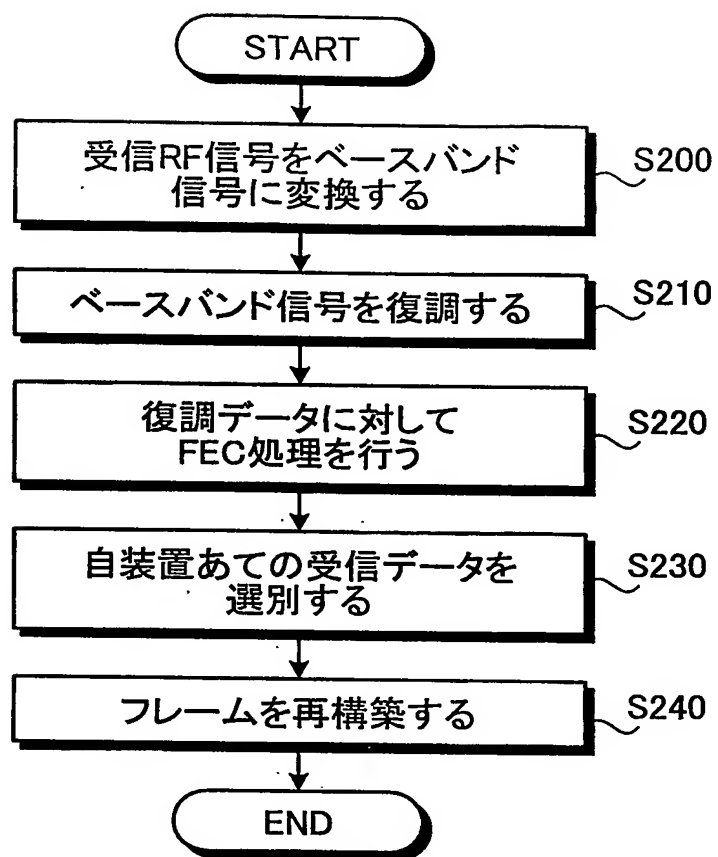 START
受信RF信号をベースバンド
信号に変換する
S200
ベースバンド信号を復調する
S210
復調データに対して
FEC処理を行う
S220
自装置あての受信データを
選別する
S230
フレームを再構築する
S240
END